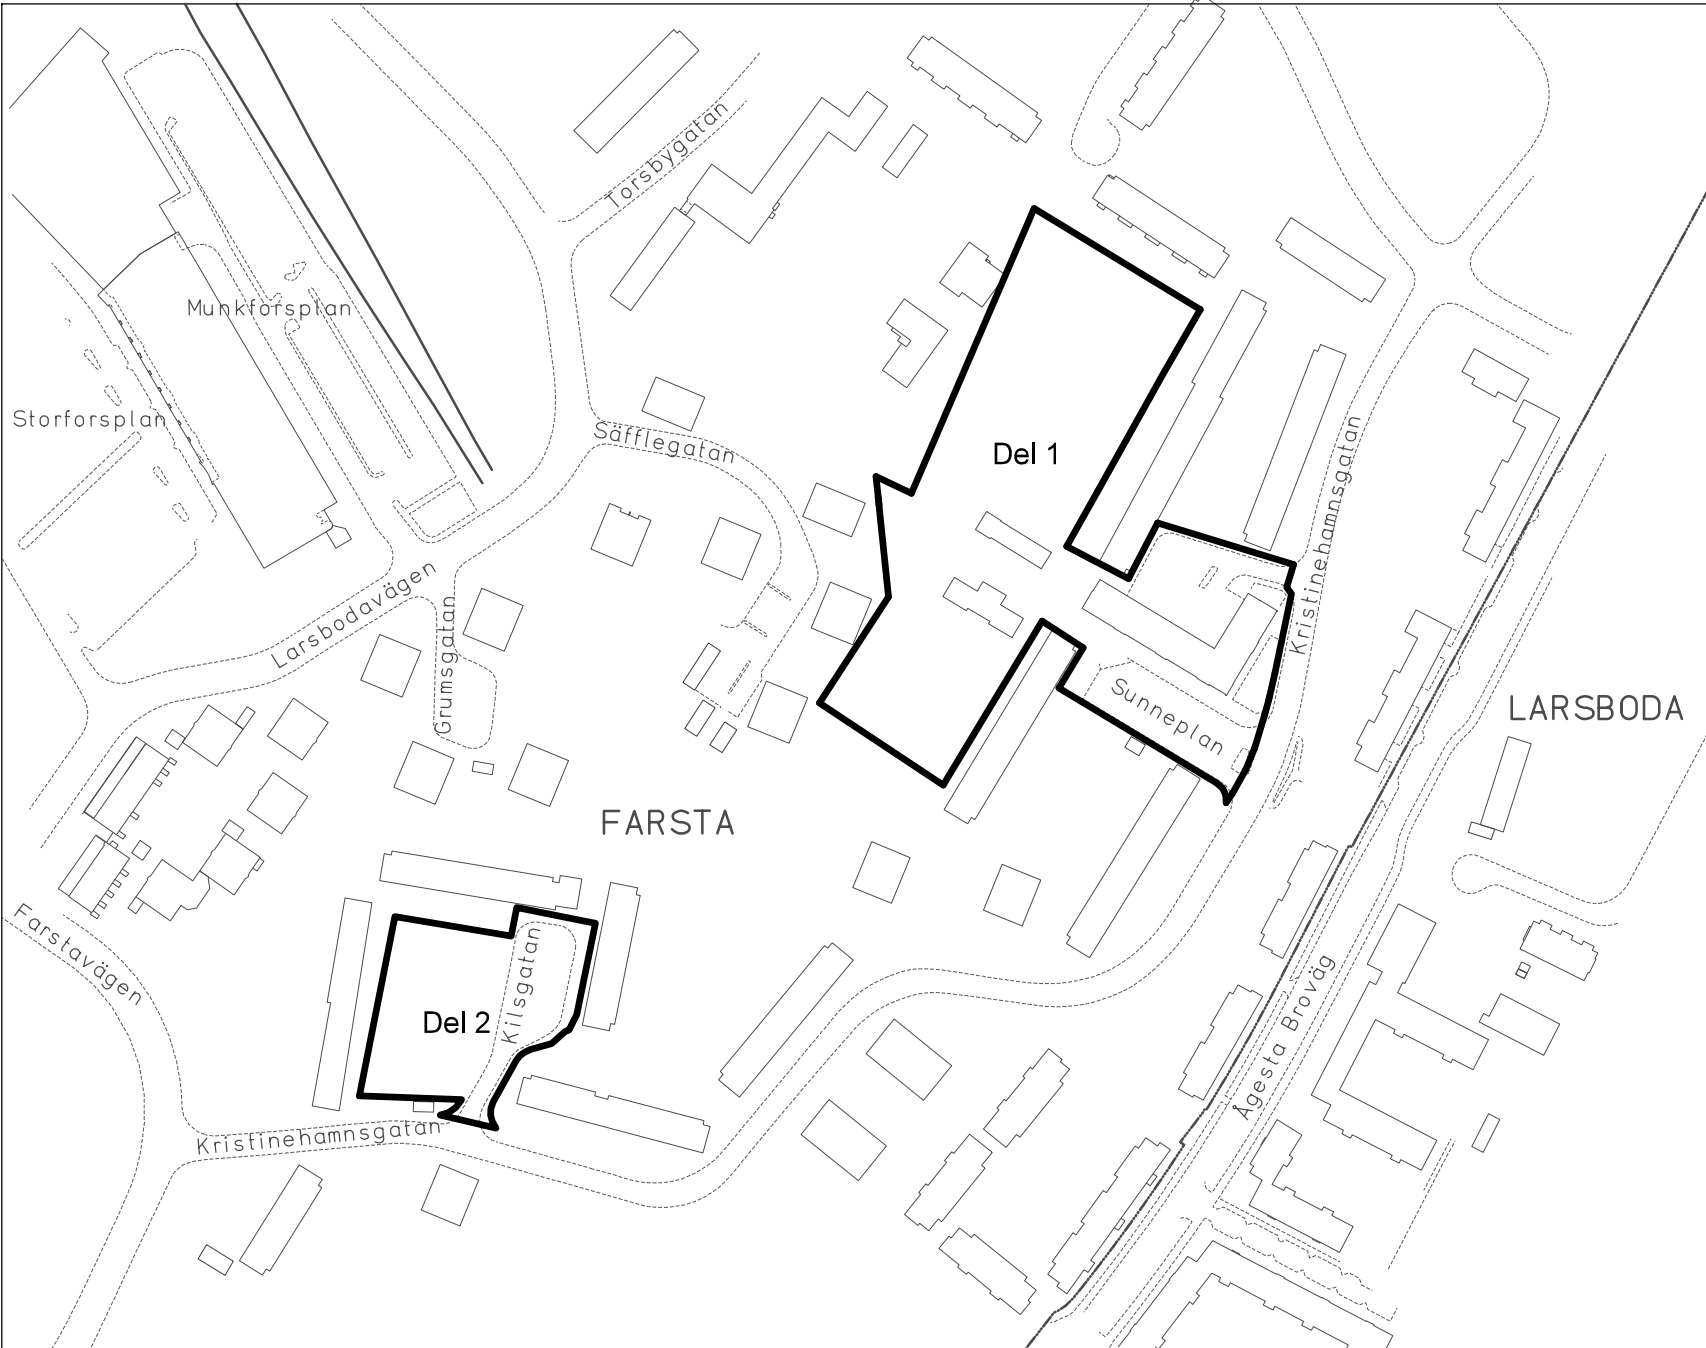 Torsbygatan
Munkforsplan
Storforsplan
Säfflegatan
Del 1
Kristinehamnsgatan
Larsbodavägen
Grumsgatan
Sunneplan
LARSBODA
FARSTA
Farstavägen
Kilsgatan
Del 2
Ågesta Broväg
Kristinehamnsgatan